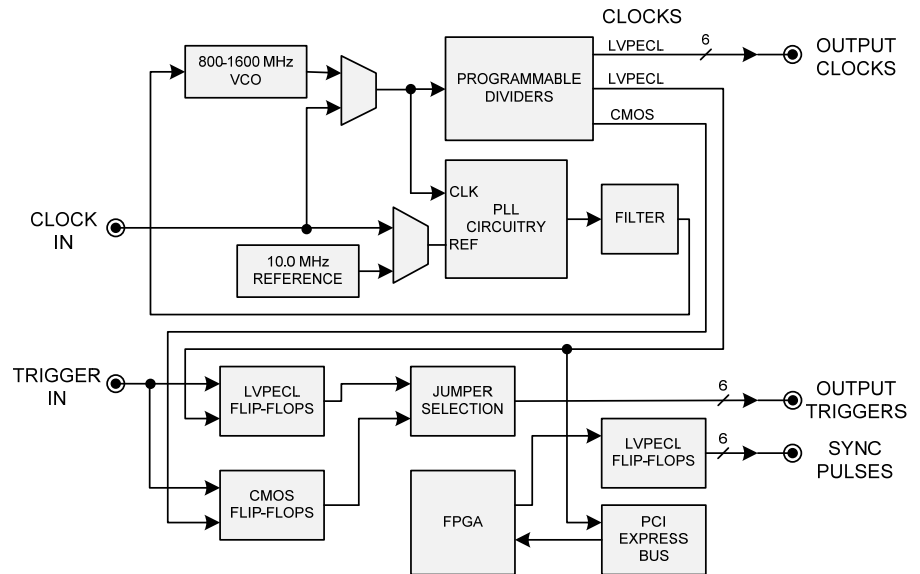 CLOCKS
LVPECL
6
OUTPUT
CLOCKS
800-1600 MHz
VCO
PROGRAMMABLE
DIVIDERS
LVPECL
CMOS
CLK
PLL
CIRCUITRY
REF
FILTER
CLOCK
IN
10.0 MHz
REFERENCE
TRIGGER
IN
LVPECL
FLIP-FLOPS
JUMPER
SELECTION
6
OUTPUT
TRIGGERS
LVPECL
FLIP-FLOPS
6
SYNC
PULSES
CMOS
FLIP-FLOPS
FPGA
PCI
EXPRESS
BUS